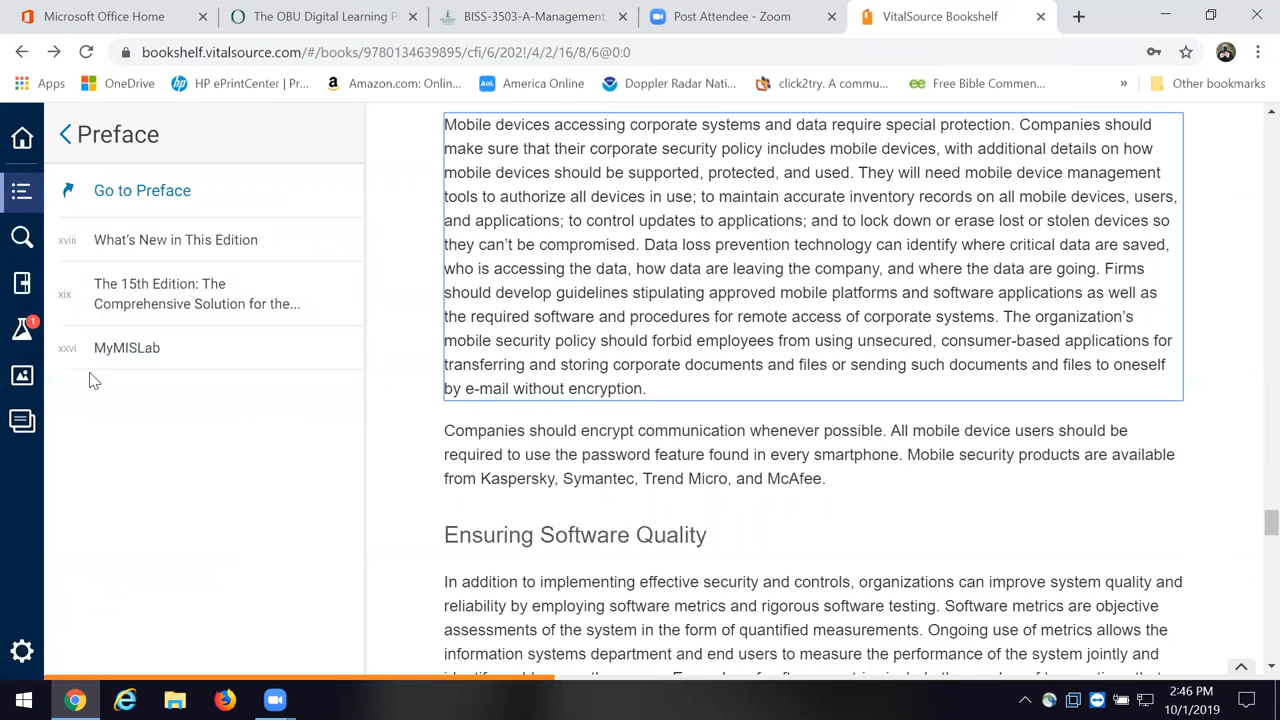 Microsoft Office Home
The OBU Digital Learning P
BISS-3503-A-Management
Post Attendee - Zoom
VitalSource Bookshelf
bookshelf.vitalsource.com/#/books/9780134639895/cfi/6/202!/4/2/16/8/6@0:0
Apps
OneDrive
HP ePrintCenter | Pr...
Amazon.com: Onlin...
Aol.
America Online
Doppler Radar Nati...
click2try. A commu...
Free Bible Commen...
»
Other bookmarks
Preface
Go to Preface
xviii What's New in This Edition
xix The 15th Edition: The
Comprehensive Solution for the...
xxvi MyMISLab
1
Mobile devices accessing corporate systems and data require special protection. Companies should
make sure that their corporate security policy includes mobile devices, with additional details on how
mobile devices should be supported, protected, and used. They will need mobile device management
tools to authorize all devices in use; to maintain accurate inventory records on all mobile devices, users,
and applications; to control updates to applications; and to lock down or erase lost or stolen devices so
they can't be compromised. Data loss prevention technology can identify where critical data are saved,
who is accessing the data, how data are leaving the company, and where the data are going. Firms
should develop guidelines stipulating approved mobile platforms and software applications as well as
the required software and procedures for remote access of corporate systems. The organization's
mobile security policy should forbid employees from using unsecured, consumer-based applications for
transferring and storing corporate documents and files or sending such documents and files to oneself
by e-mail without encryption.
Companies should encrypt communication whenever possible. All mobile device users should be
required to use the password feature found in every smartphone. Mobile security products are available
from Kaspersky, Symantec, Trend Micro, and McAfee.
Ensuring Software Quality
In addition to implementing effective security and controls, organizations can improve system quality and
reliability by employing software metrics and rigorous software testing. Software metrics are objective
assessments of the system in the form of quantified measurements. Ongoing use of metrics allows the
information systems department and end users to measure the performance of the system jointly and
2:46 PM
10/1/2019